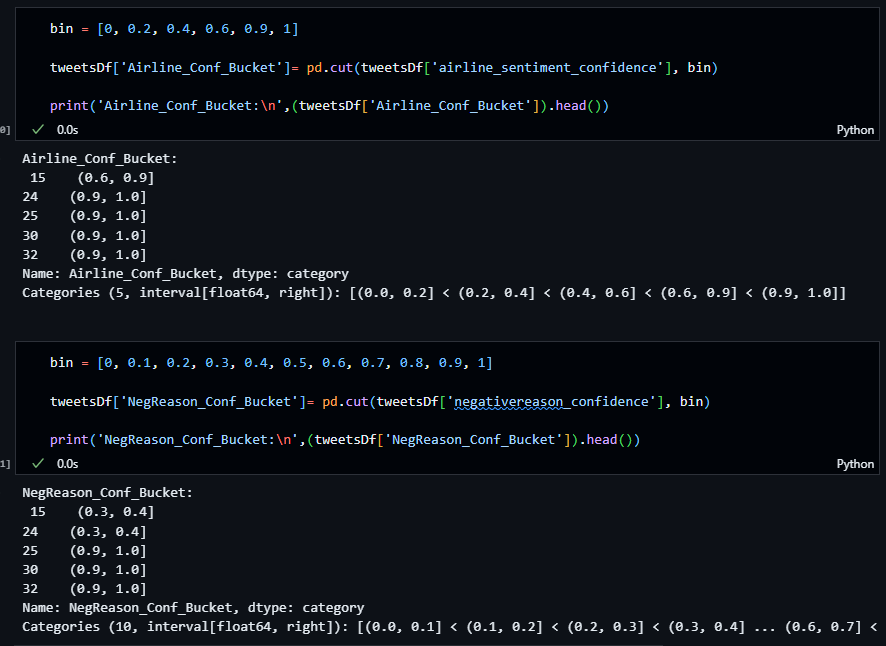 bin = [0, 0.2, 0.4, 0.6, 0.9, 1]
tweetsDf['Airline_Conf_Bucket']= pd.cut(tweetsDf['airline_sentiment_confidence'], bin)
print('Airline_Conf_Bucket:\n',(tweetsDf['Airline_Conf_Bucket']).head())
0] ✓ 0.0s Python
Airline_Conf_Bucket:
 15    (0.6, 0.9]
24    (0.9, 1.0]
25    (0.9, 1.0]
30    (0.9, 1.0]
32    (0.9, 1.0]
Name: Airline_Conf_Bucket, dtype: category
Categories (5, interval[float64, right]): [(0.0, 0.2] < (0.2, 0.4] < (0.4, 0.6] < (0.6, 0.9] < (0.9, 1.0]]
bin = [0, 0.1, 0.2, 0.3, 0.4, 0.5, 0.6, 0.7, 0.8, 0.9, 1]
tweetsDf['NegReason_Conf_Bucket']= pd.cut(tweetsDf['negativereason_confidence'], bin)
print('NegReason_Conf_Bucket:\n',(tweetsDf['NegReason_Conf_Bucket']).head())
1] ✓ 0.0s Python
NegReason_Conf_Bucket:
 15    (0.3, 0.4]
24    (0.3, 0.4]
25    (0.9, 1.0]
30    (0.9, 1.0]
32    (0.9, 1.0]
Name: NegReason_Conf_Bucket, dtype: category
Categories (10, interval[float64, right]): [(0.0, 0.1] < (0.1, 0.2] < (0.2, 0.3] < (0.3, 0.4] ... (0.6, 0.7] <